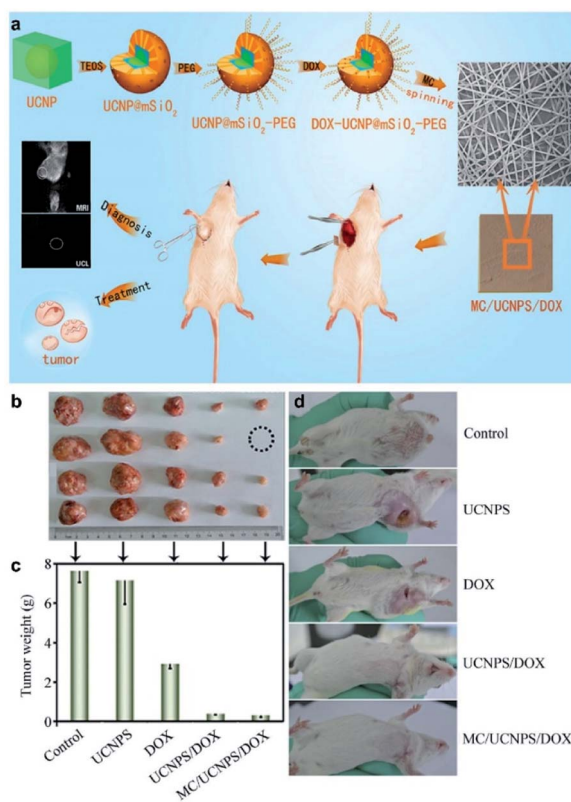 a
TEOS
PEG
DOX
MC
spinning
UCNP
UCNP@mSiO2
UCNP@mSiO2-PEG
DOX-UCNP@mSiO2-PEG
MRI
UCL
Diagnosis
Treatment
tumor
MC/UCNPS/DOX
b
c
Tumor weight (g)
8
6
4
2
0
Control
UCNPS
DOX
UCNPS/DOX
MC/UCNPS/DOX
d
Control
UCNPS
DOX
UCNPS/DOX
MC/UCNPS/DOX